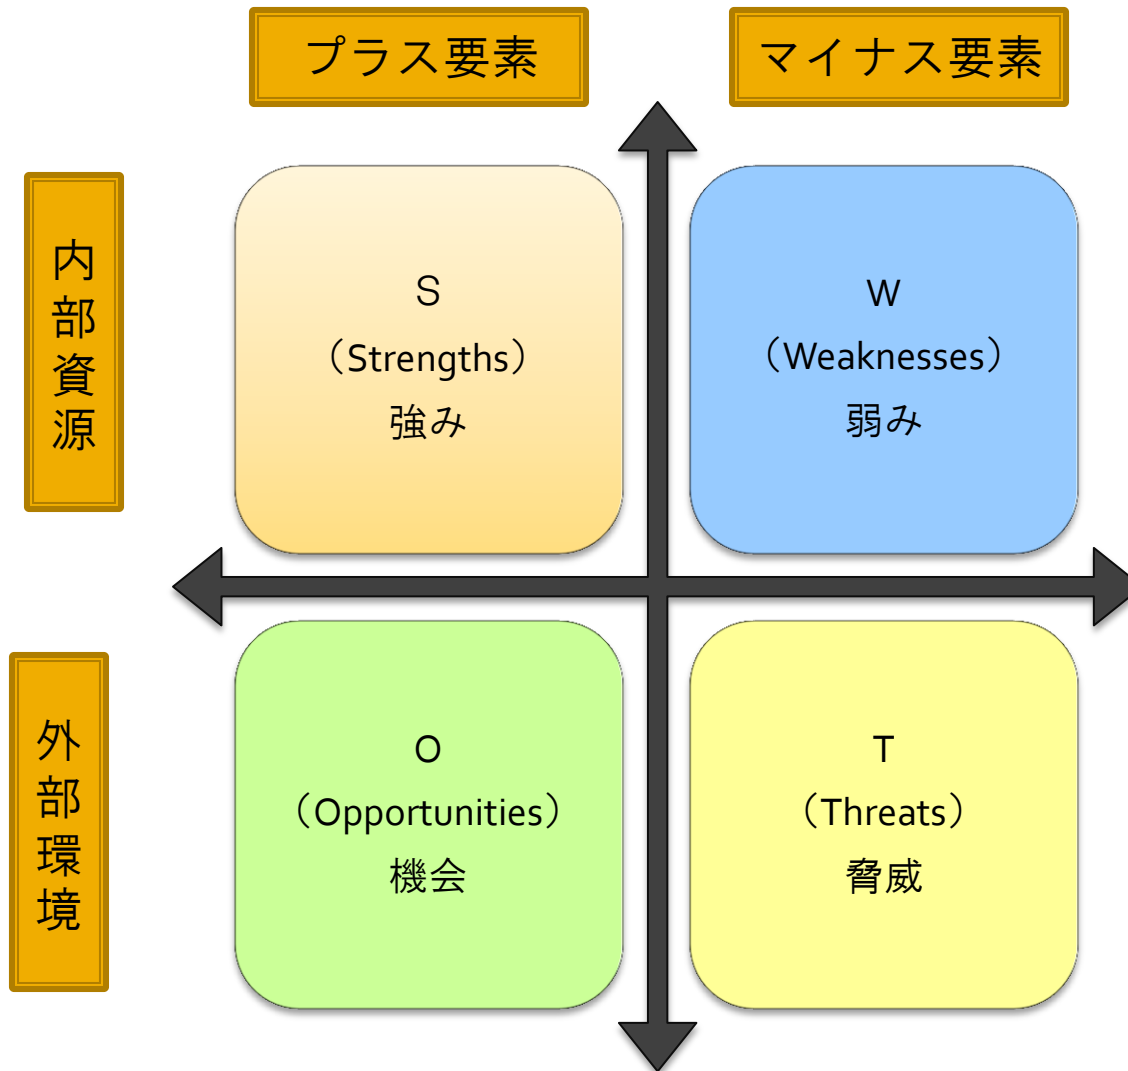 プラス要素
マイナス要素
内部資源
S
（Strengths）
強み
W
（Weaknesses）
弱み
外部環境
O
（Opportunities）
機会
T
（Threats）
脅威